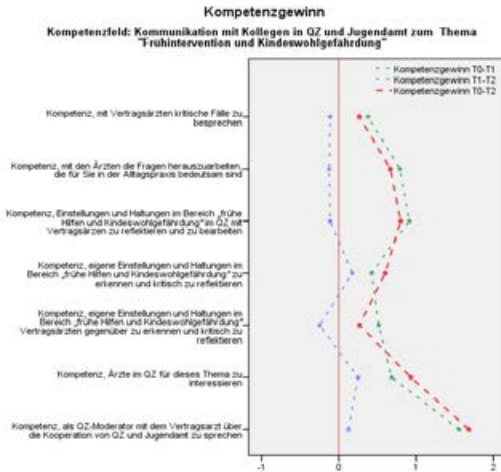 Kompetenzgewinn
Kompetenzfeld: Kommunikation mit Kollegen in QZ und Jugendamt zum Thema
"Frühintervention und Kindeswohlgefährdung"
Kompetenzgewinn T0-T1
Kompetenzgewinn T1-T2
Kompetenzgewinn T0-T2
Kompetenz, mit Vertragsärzten kritische Fälle zu
besprechen
Kompetenz, mit den Ärzten die Fragen herauszuarbeiten,
die für Sie in der Alltagspraxis bedeutsam sind
Kompetenz, Einstellungen und Haltungen im Bereich „frühe
Hilfen und Kindeswohlgefährdung" im QZ mit
Vertragsärzen zu reflektieren und zu bearbeiten
Kompetenz, eigene Einstellungen und Haltungen im
Bereich „frühe Hilfen und Kindeswohlgefährdung" zu
erkennen und kritisch zu reflektieren
Kompetenz, eigene Einstellungen und Haltungen im
Bereich „frühe Hilfen und Kindeswohlgefährdung"
Vertragsärzten gegenüber zu erkennen und kritisch zu
reflektieren
Kompetenz, Ärzte im QZ für dieses Thema zu
interessieren
Kompetenz, als QZ-Moderator mit dem Vertragsarzt über
die Kooperation von QZ und Jugendamt zu sprechen
-1 0 1 2